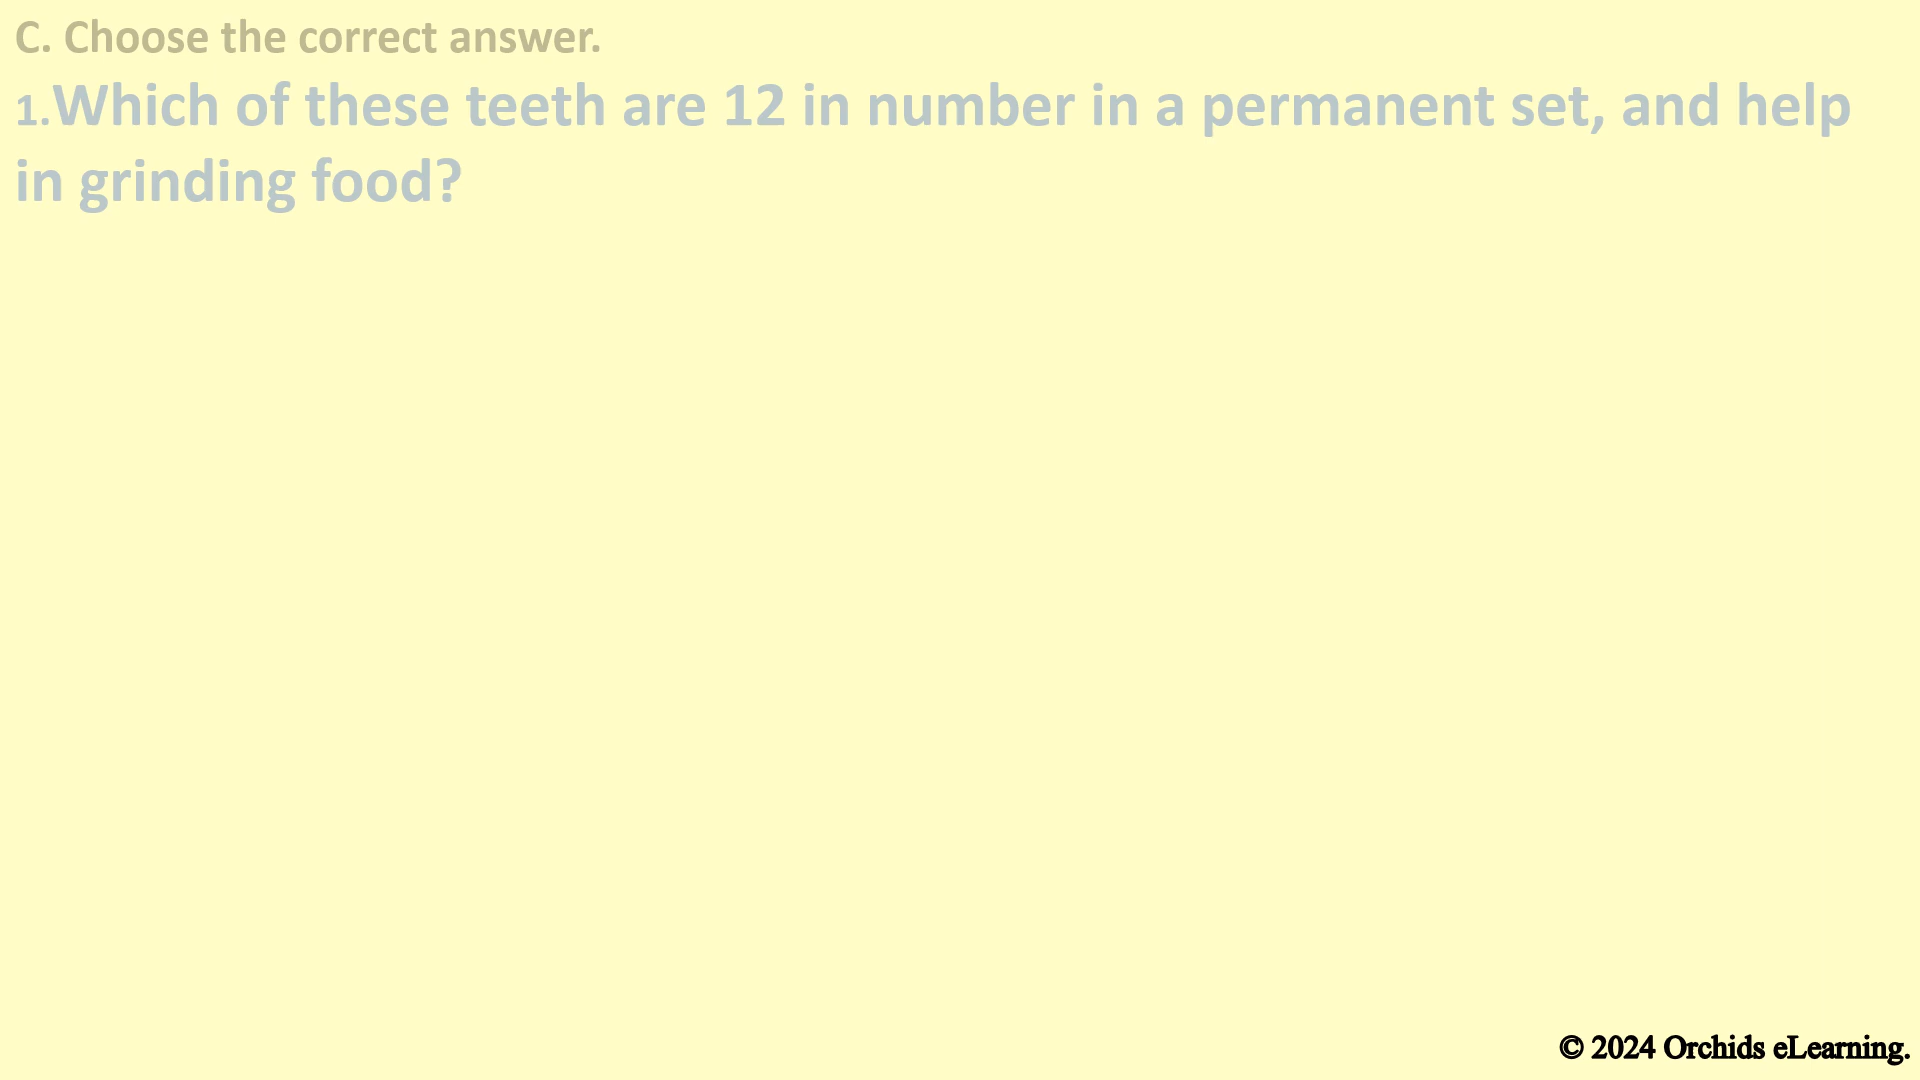 C. Choose the correct answer.
1.Which of these teeth are 12 in number in a permanent set, and help
in grinding food?
© 2024 Orchids eLearning.